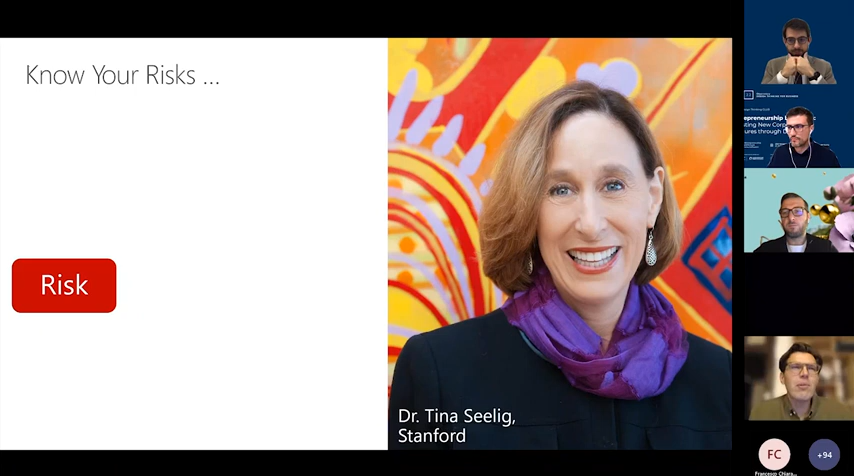 Know Your Risks ...
Risk
Dr. Tina Seelig,
Stanford
FC
+94